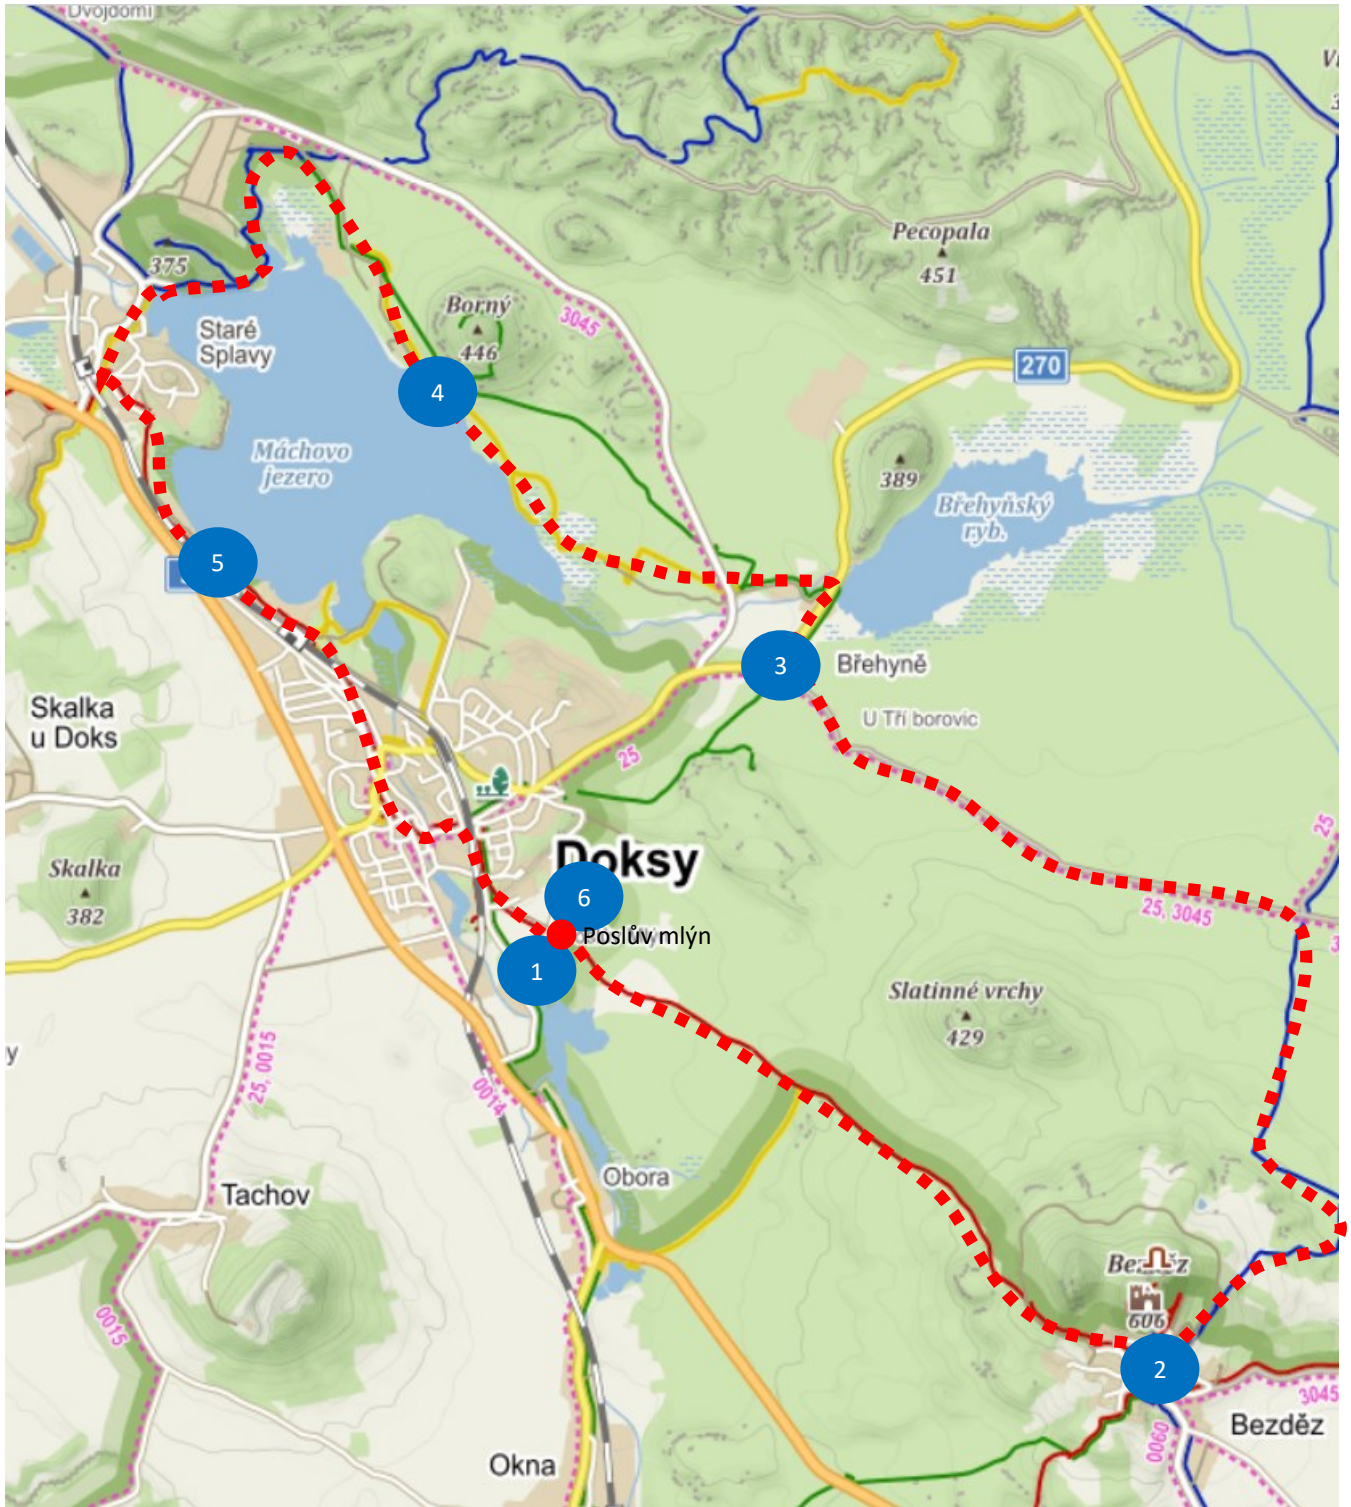 Dvojdomí
375
Staré
Splavy
Borný
446
3045
Pecopala
451
270
Máchovo
jezero
4
389
Břehyňský
ryb.
5
3
Břehyně
U Tří borovic
Skalka
u Doks
25
25
Doksy
Skalka
382
6
25, 3045
Poslův mlýn
1
Slatinné vrchy
429
25, 0015
0014
Obora
Tachov
0015
606
2
3045
0060
Bezděz
Okna